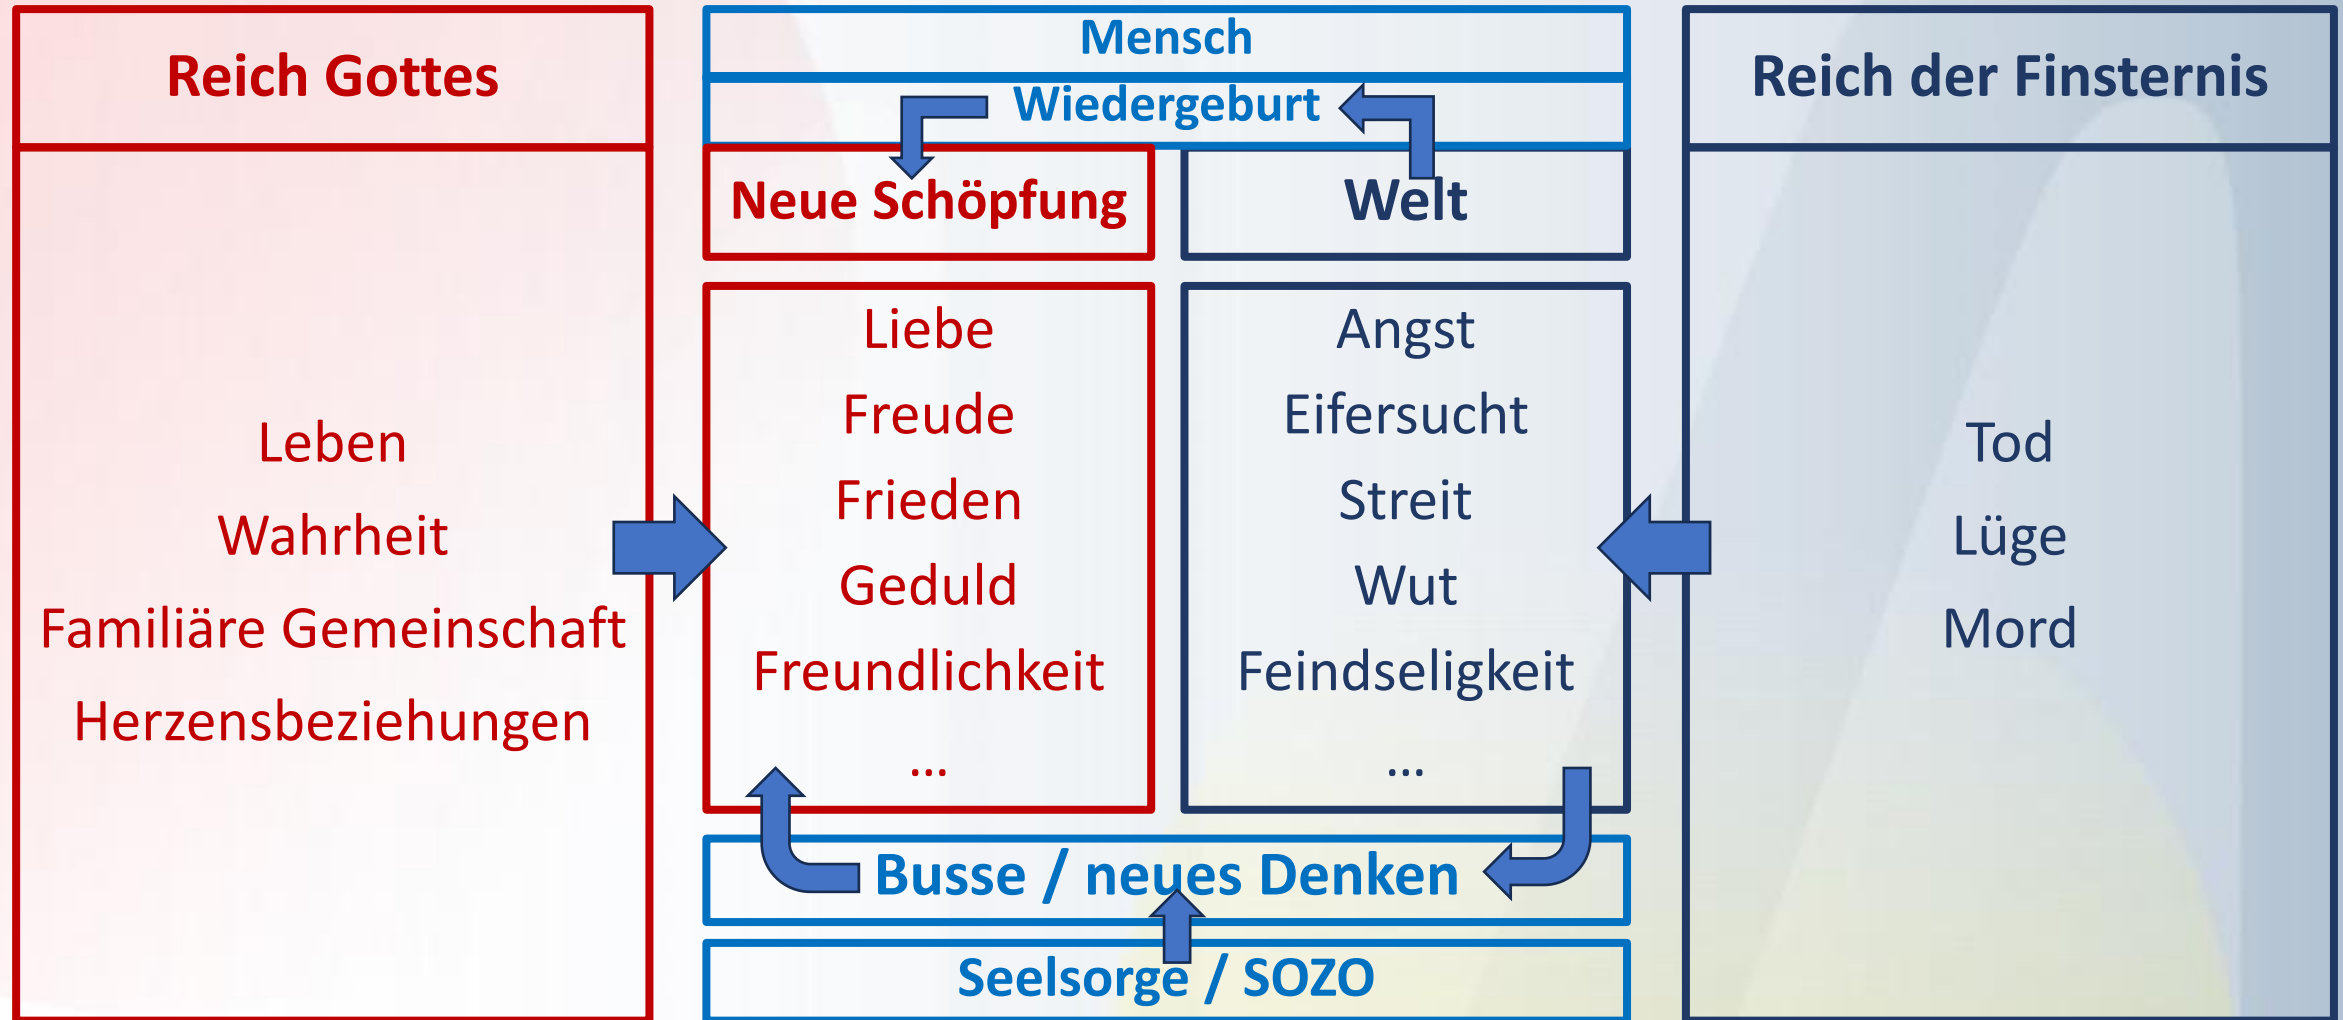 Reich Gottes
Leben
Wahrheit
Familiäre Gemeinschaft
Herzensbeziehungen
Mensch
Wiedergeburt
Neue Schöpfung
Welt
Liebe
Freude
Frieden
Geduld
Freundlichkeit
...
Angst
Eifersucht
Streit
Wut
Feindseligkeit
...
Busse / neues Denken
Seelsorge / SOZO
Reich der Finsternis
Tod
Lüge
Mord